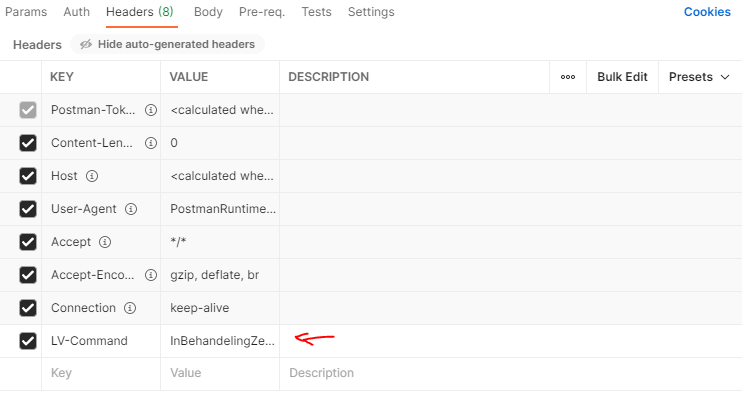 Params Auth Headers (8) Body Pre-req. Tests Settings Cookies
Headers Hide auto-generated headers
KEY VALUE DESCRIPTION ooo Bulk Edit Presets
Postman-Tok... <calculated whe...
Content-Len... 0
Host <calculated whe...
User-Agent PostmanRuntime...
Accept */*
Accept-Enco... gzip, deflate, br
Connection keep-alive
LV-Command InBehandelingZe...
Key Value Description